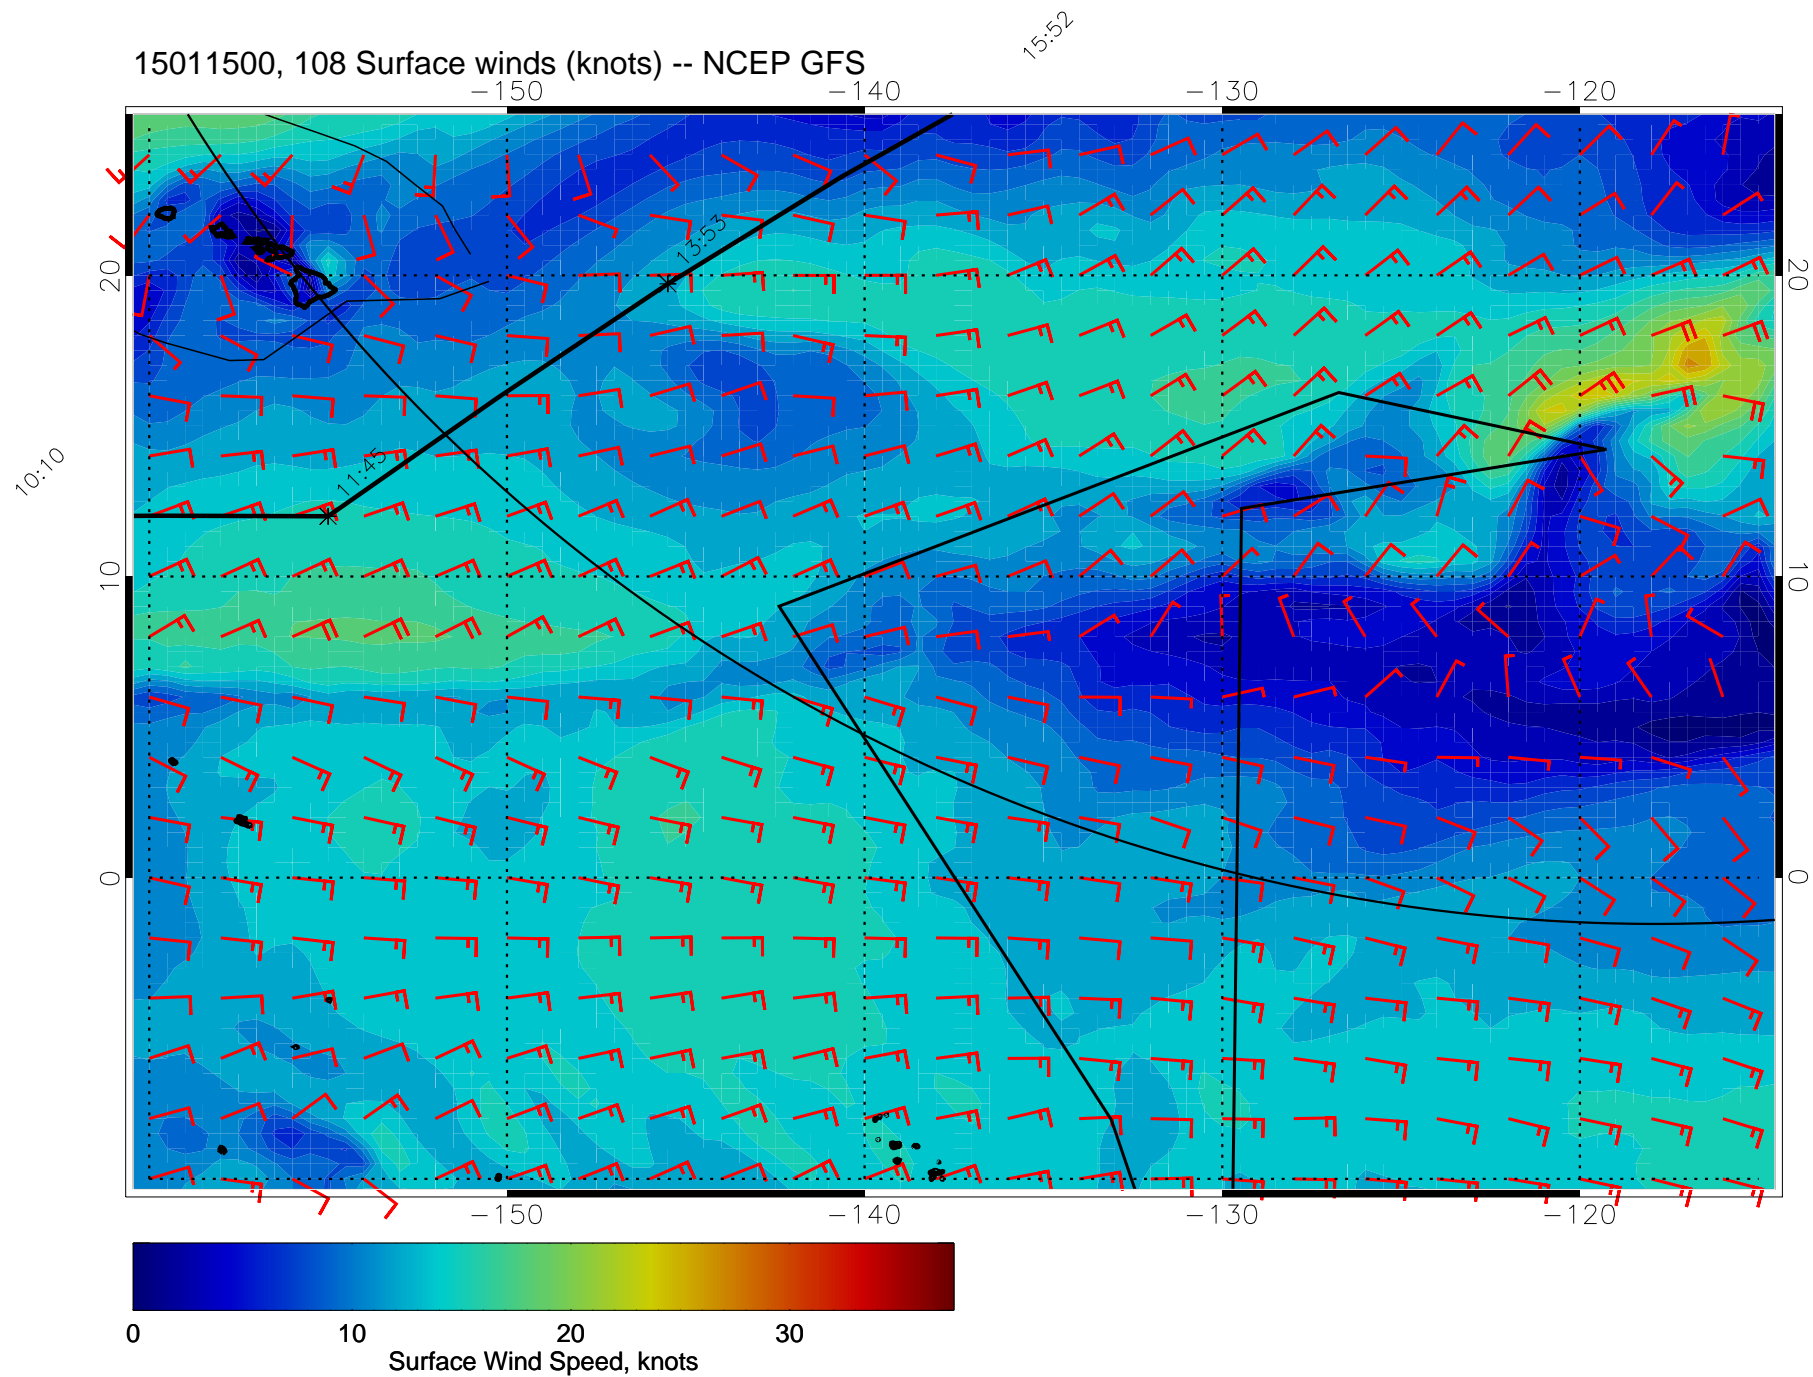 15:52
15011500, 108 Surface winds (knots) -- NCEP GFS
−150 −140 −130 −120
13:53
20 20
10:10
11:45
10 10
0 0
−150 −140 −130 −120
0 10 20 30
Surface Wind Speed, knots